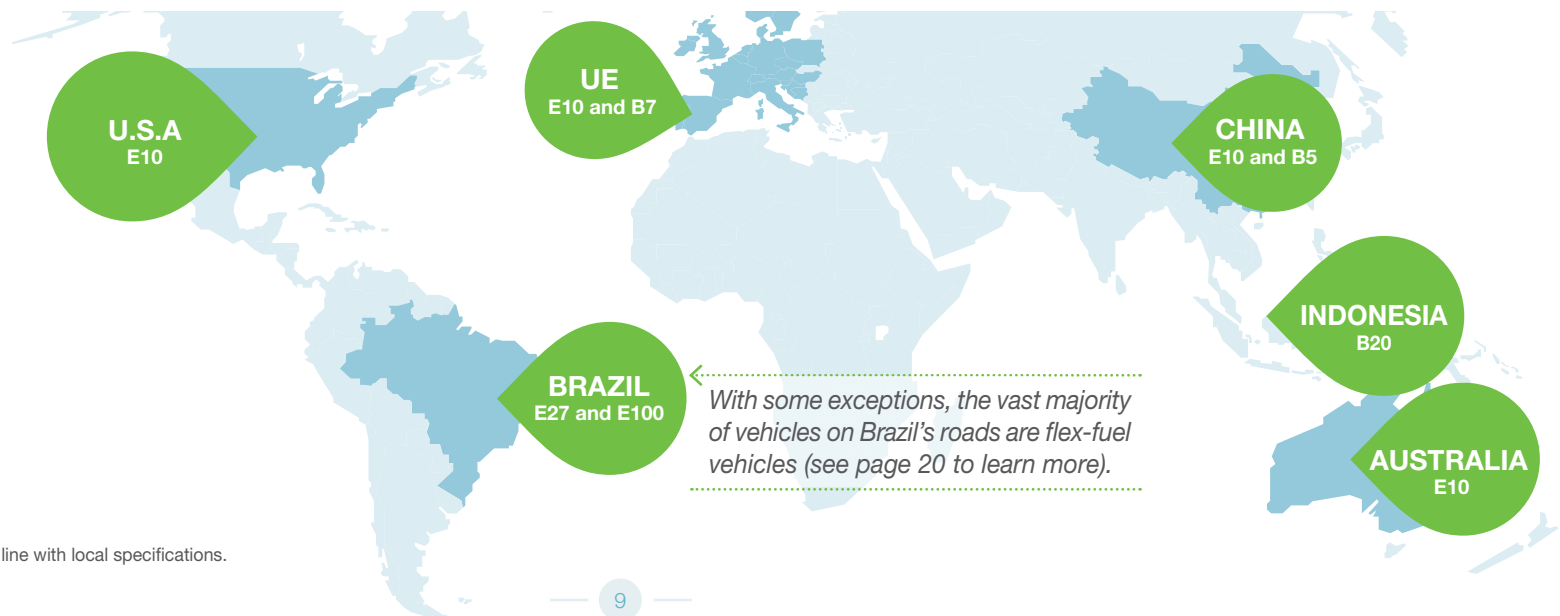 U.S.A
E10
UE
E10 and B7
CHINA
E10 and B5
INDONESIA
B20
BRAZIL
E27 and E100
With some exceptions, the vast majority
of vehicles on Brazil's roads are flex-fuel
vehicles (see page 20 to learn more).
AUSTRALIA
E10
line with local specifications.
9